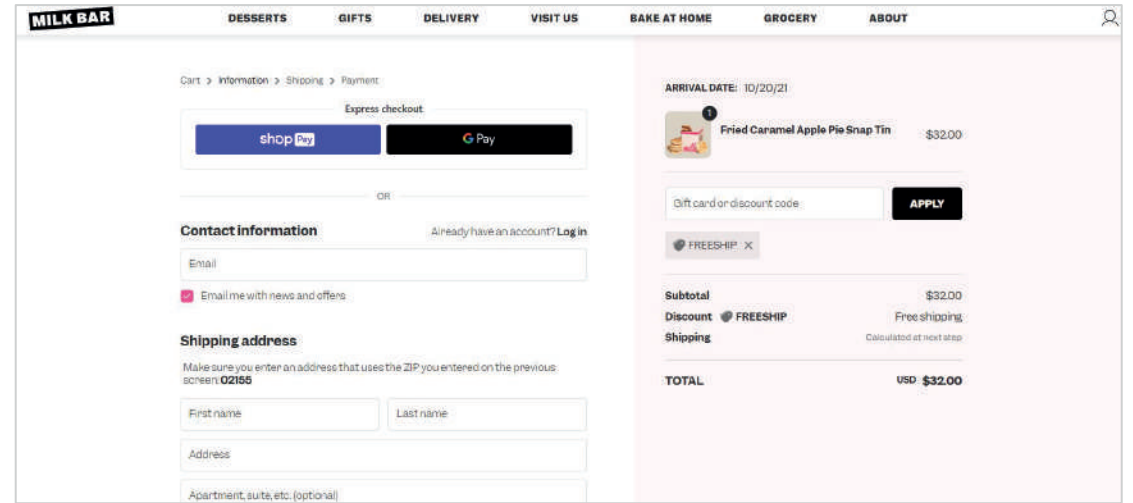 MILK BAR DESSERTS GIFTS DELIVERY VISIT US BAKE AT HOME GROCERY ABOUT
Cart > Information > Shipping > Payment
Express checkout
shop Pay
G Pay
OR
Contact information
Already have an account? Log in
Email
Email me with news and offers
Shipping address
Make sure you enter an address that uses the ZIP you entered on the previous
screen: 02155
First name
Last name
Address
Apartment, suite, etc. (optional)
ARRIVAL DATE: 10/20/21
1
Fried Caramel Apple Pie Snap Tin $32.00
Gift card or discount code
APPLY
FREESHIP
Subtotal $32.00
Discount FREESHIP Free shipping
Shipping Calculated at next step
TOTAL USD $32.00